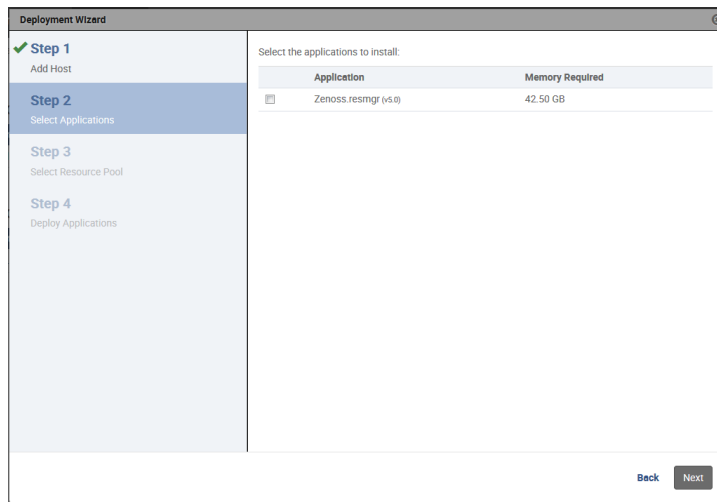 Deployment Wizard
Step 1
Add Host
Step 2
Select Applications
Step 3
Select Resource Pool
Step 4
Deploy Applications
Select the applications to install:
Application Memory Required
Zenoss.resmgr (v5.0) 42.50 GB
Back Next